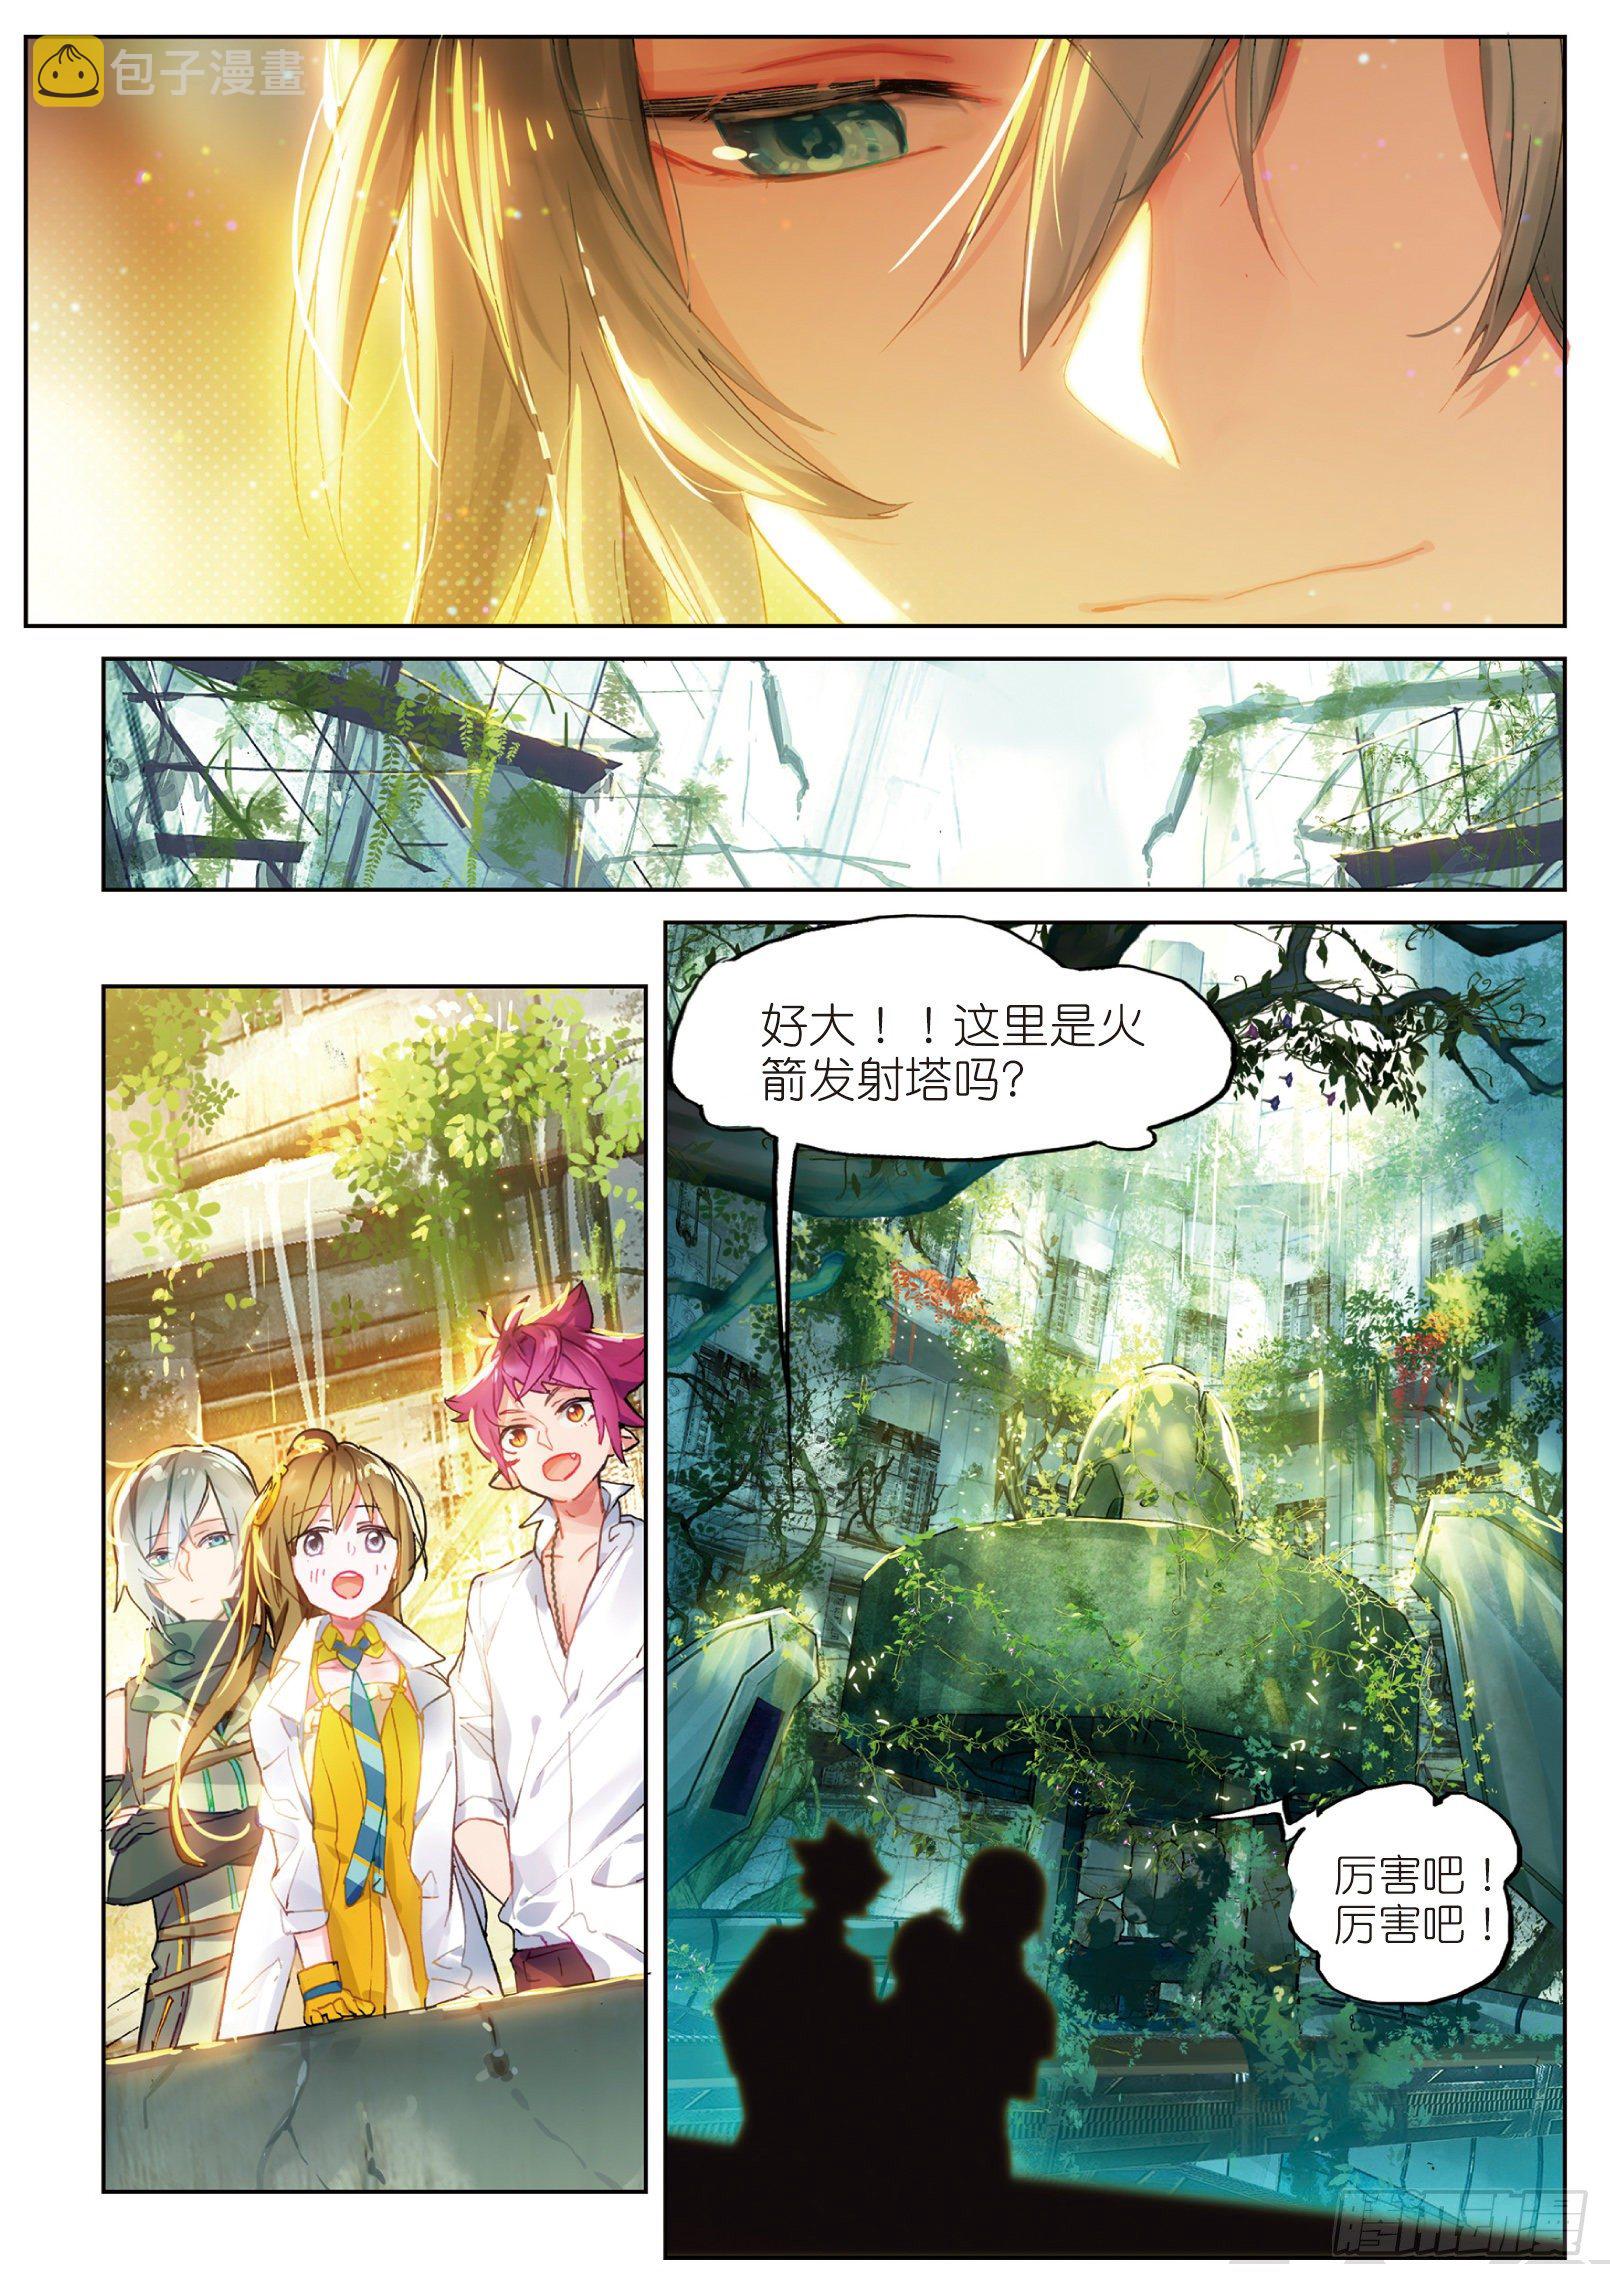 包子漫畫
好大！！这里是火
箭发射塔吗？
厉害吧！
厉害吧！
腾讯动漫